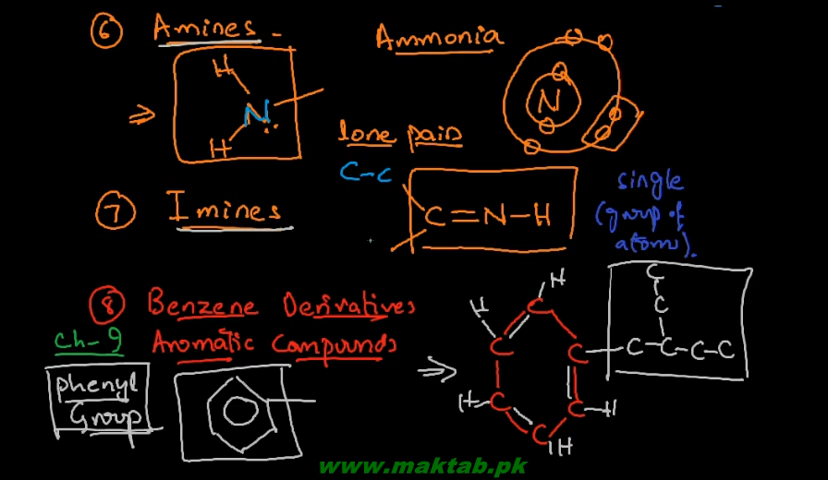 ⑥ Amines -
Ammonia
H
N
H
⇒
N
lone pair
C-C
⑦ Imines
C=N-H
single
(group of
atoms).
⑧ Benzene Derivatives
Ch-9 Aromatic Compounds
phenyl
Group
⇒
H
H
C
C
C
C
C
C
H
H
H
C
C
C-C-C-C
www.maktab.pk